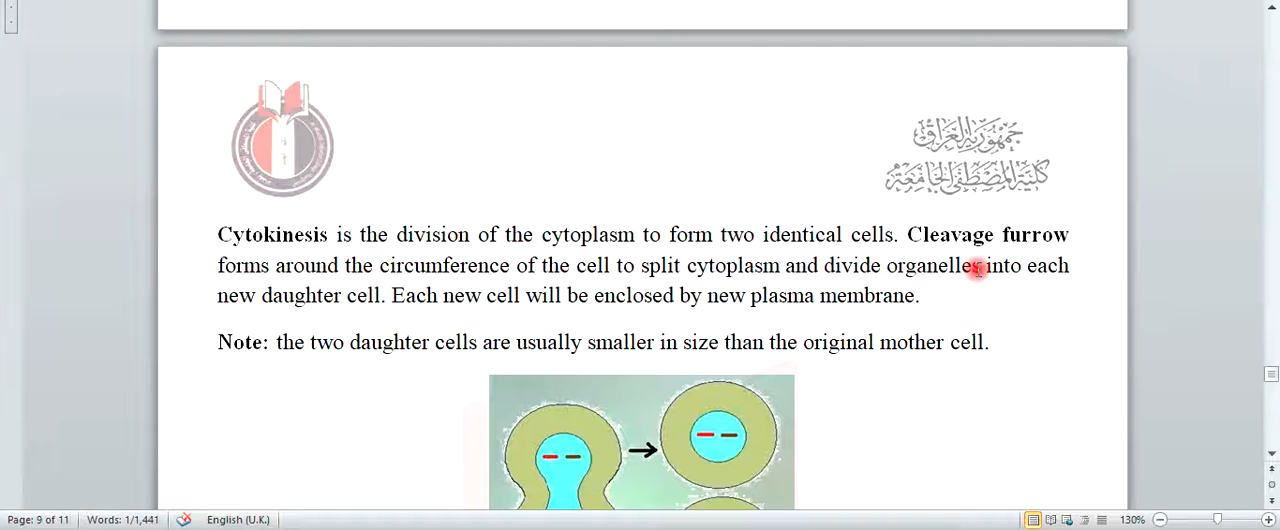 جمهورية العراق
كلية المصطفى الجامعة
Cytokinesis is the division of the cytoplasm to form two identical cells. Cleavage furrow
forms around the circumference of the cell to split cytoplasm and divide organelles into each
new daughter cell. Each new cell will be enclosed by new plasma membrane.
Note: the two daughter cells are usually smaller in size than the original mother cell.
Page: 9 of 11 Words: 1/1,441 English (U.K.) 130%